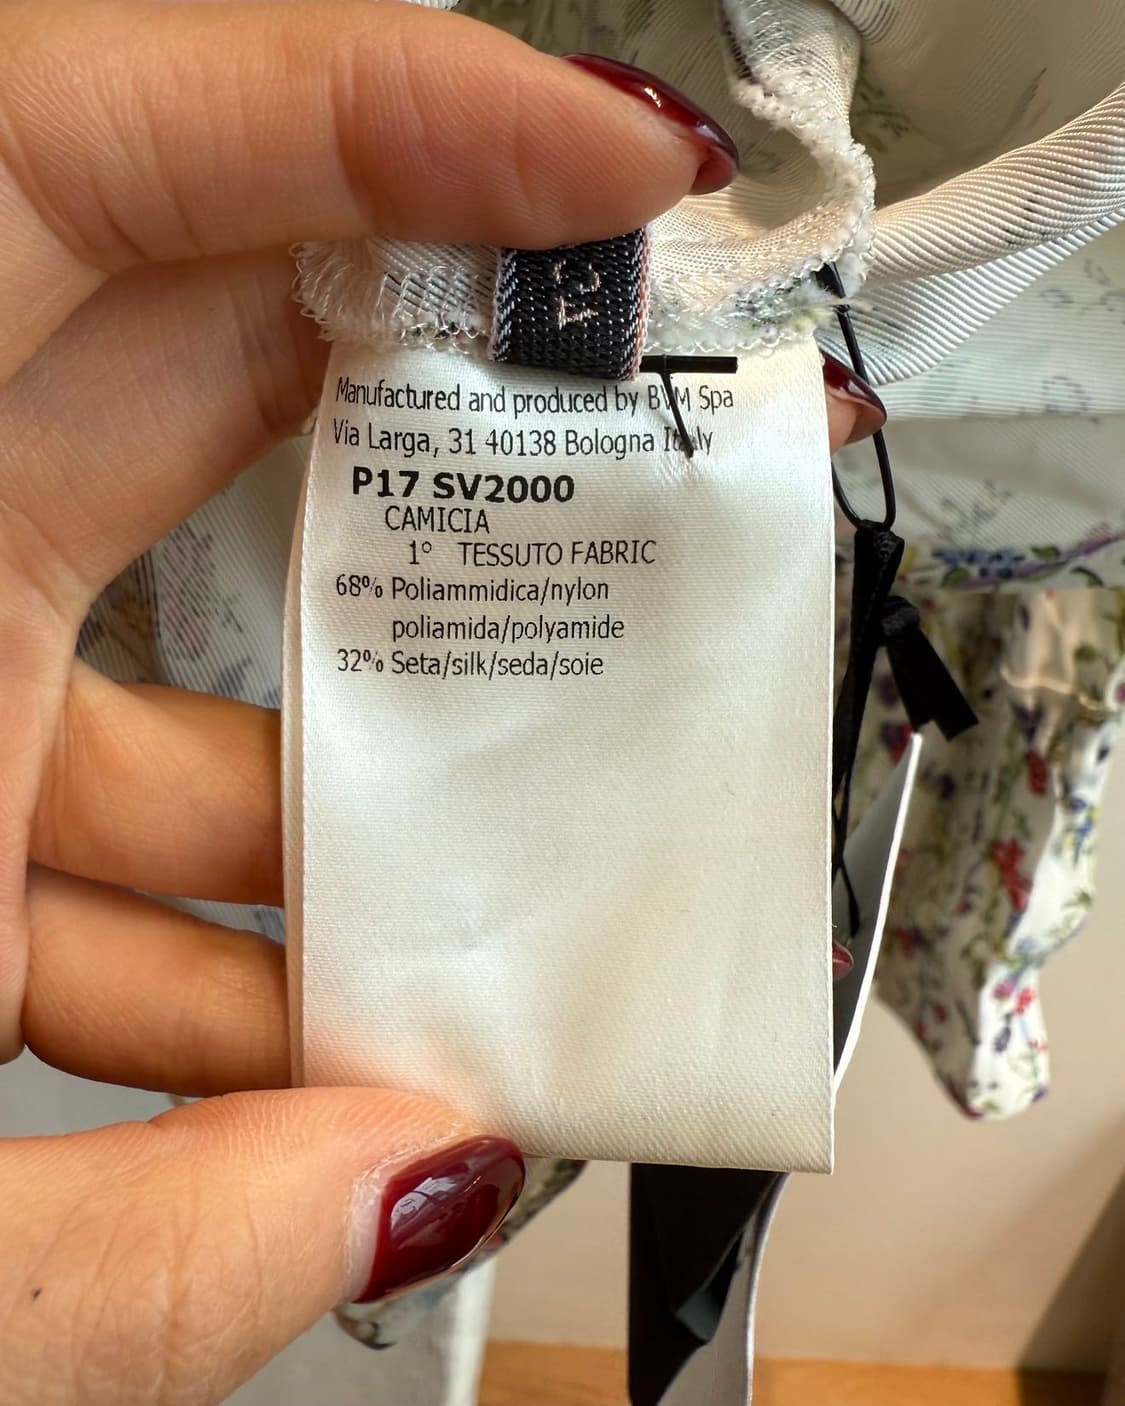 Manufactured and produced by BVM Spa
Via Larga, 31 40138 Bologna Italy
P17 SV2000
CAMICIA
1° TESSUTO FABRIC
68% Poliammidica/nylon
poliamida/polyamide
32% Seta/silk/seda/soie